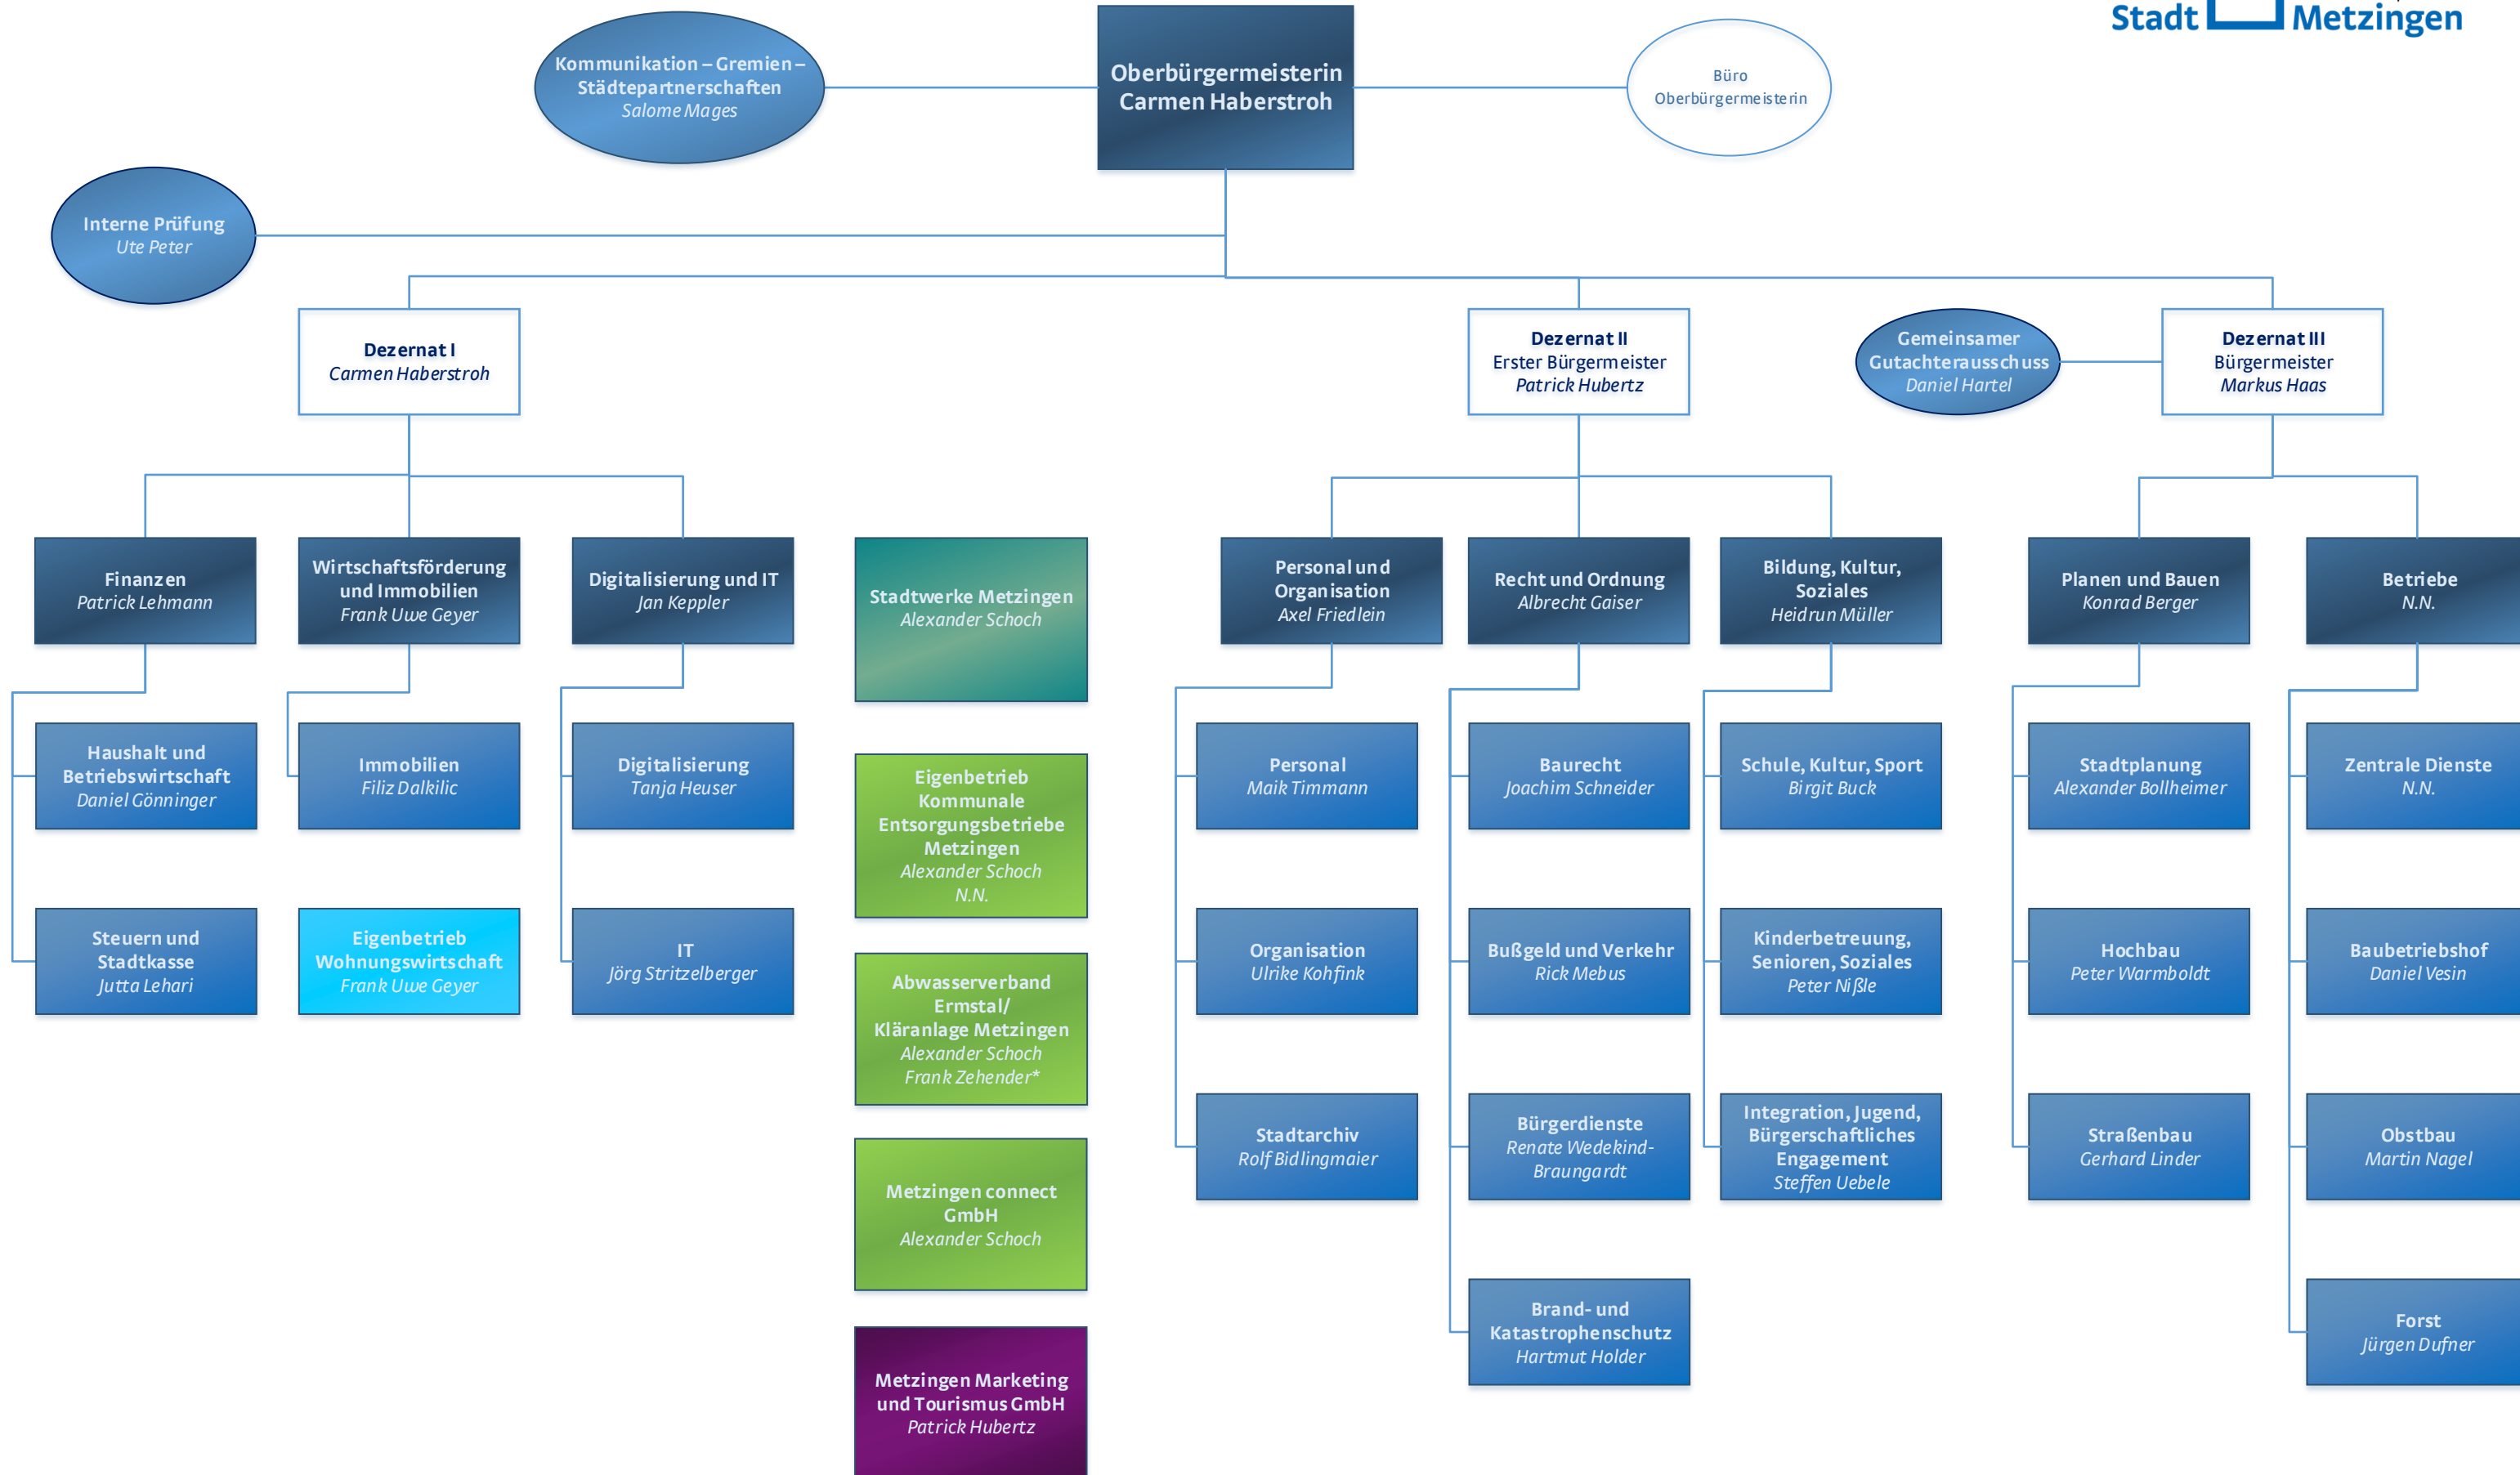 Stadt Metzingen
Kommunikation – Gremien –
Städtepartnerschaften
Salome Mages
Oberbürgermeisterin
Carmen Haberstroh
Büro
Oberbürgermeisterin
Interne Prüfung
Ute Peter
Dezernat I
Carmen Haberstroh
Dezernat II
Erster Bürgermeister
Patrick Hubertz
Gemeinsamer
Gutachterausschuss
Daniel Hartel
Dezernat III
Bürgermeister
Markus Haas
Finanzen
Patrick Lehmann
Wirtschaftsförderung
und Immobilien
Frank Uwe Geyer
Digitalisierung und IT
Jan Keppler
Stadtwerke Metzingen
Alexander Schoch
Personal und
Organisation
Axel Friedlein
Recht und Ordnung
Albrecht Gaiser
Bildung, Kultur,
Soziales
Heidrun Müller
Planen und Bauen
Konrad Berger
Betriebe
N.N.
Haushalt und
Betriebswirtschaft
Daniel Gönninger
Immobilien
Filiz Dalkilic
Digitalisierung
Tanja Heuser
Eigenbetrieb
Kommunale
Entsorgungsbetriebe
Metzingen
Alexander Schoch
N.N.
Personal
Maik Timmann
Baurecht
Joachim Schneider
Schule, Kultur, Sport
Birgit Buck
Stadtplanung
Alexander Bollheimer
Zentrale Dienste
N.N.
Steuern und
Stadtkasse
Jutta Lehari
Eigenbetrieb
Wohnungswirtschaft
Frank Uwe Geyer
IT
Jörg Stritzelberger
Abwasserverband
Ermstal/
Kläranlage Metzingen
Alexander Schoch
Frank Zehender*
Organisation
Ulrike Kohfink
Bußgeld und Verkehr
Rick Mebus
Kinderbetreuung,
Senioren, Soziales
Peter Nißle
Hochbau
Peter Warmboldt
Baubetriebshof
Daniel Vesin
Metzingen connect
GmbH
Alexander Schoch
Stadtarchiv
Rolf Bidlingmaier
Bürgerdienste
Renate Wedekind-
Braungardt
Integration, Jugend,
Bürgerschaftliches
Engagement
Steffen Uebele
Straßenbau
Gerhard Linder
Obstbau
Martin Nagel
Metzingen Marketing
und Tourismus GmbH
Patrick Hubertz
Brand- und
Katastrophenschutz
Hartmut Holder
Forst
Jürgen Dufner